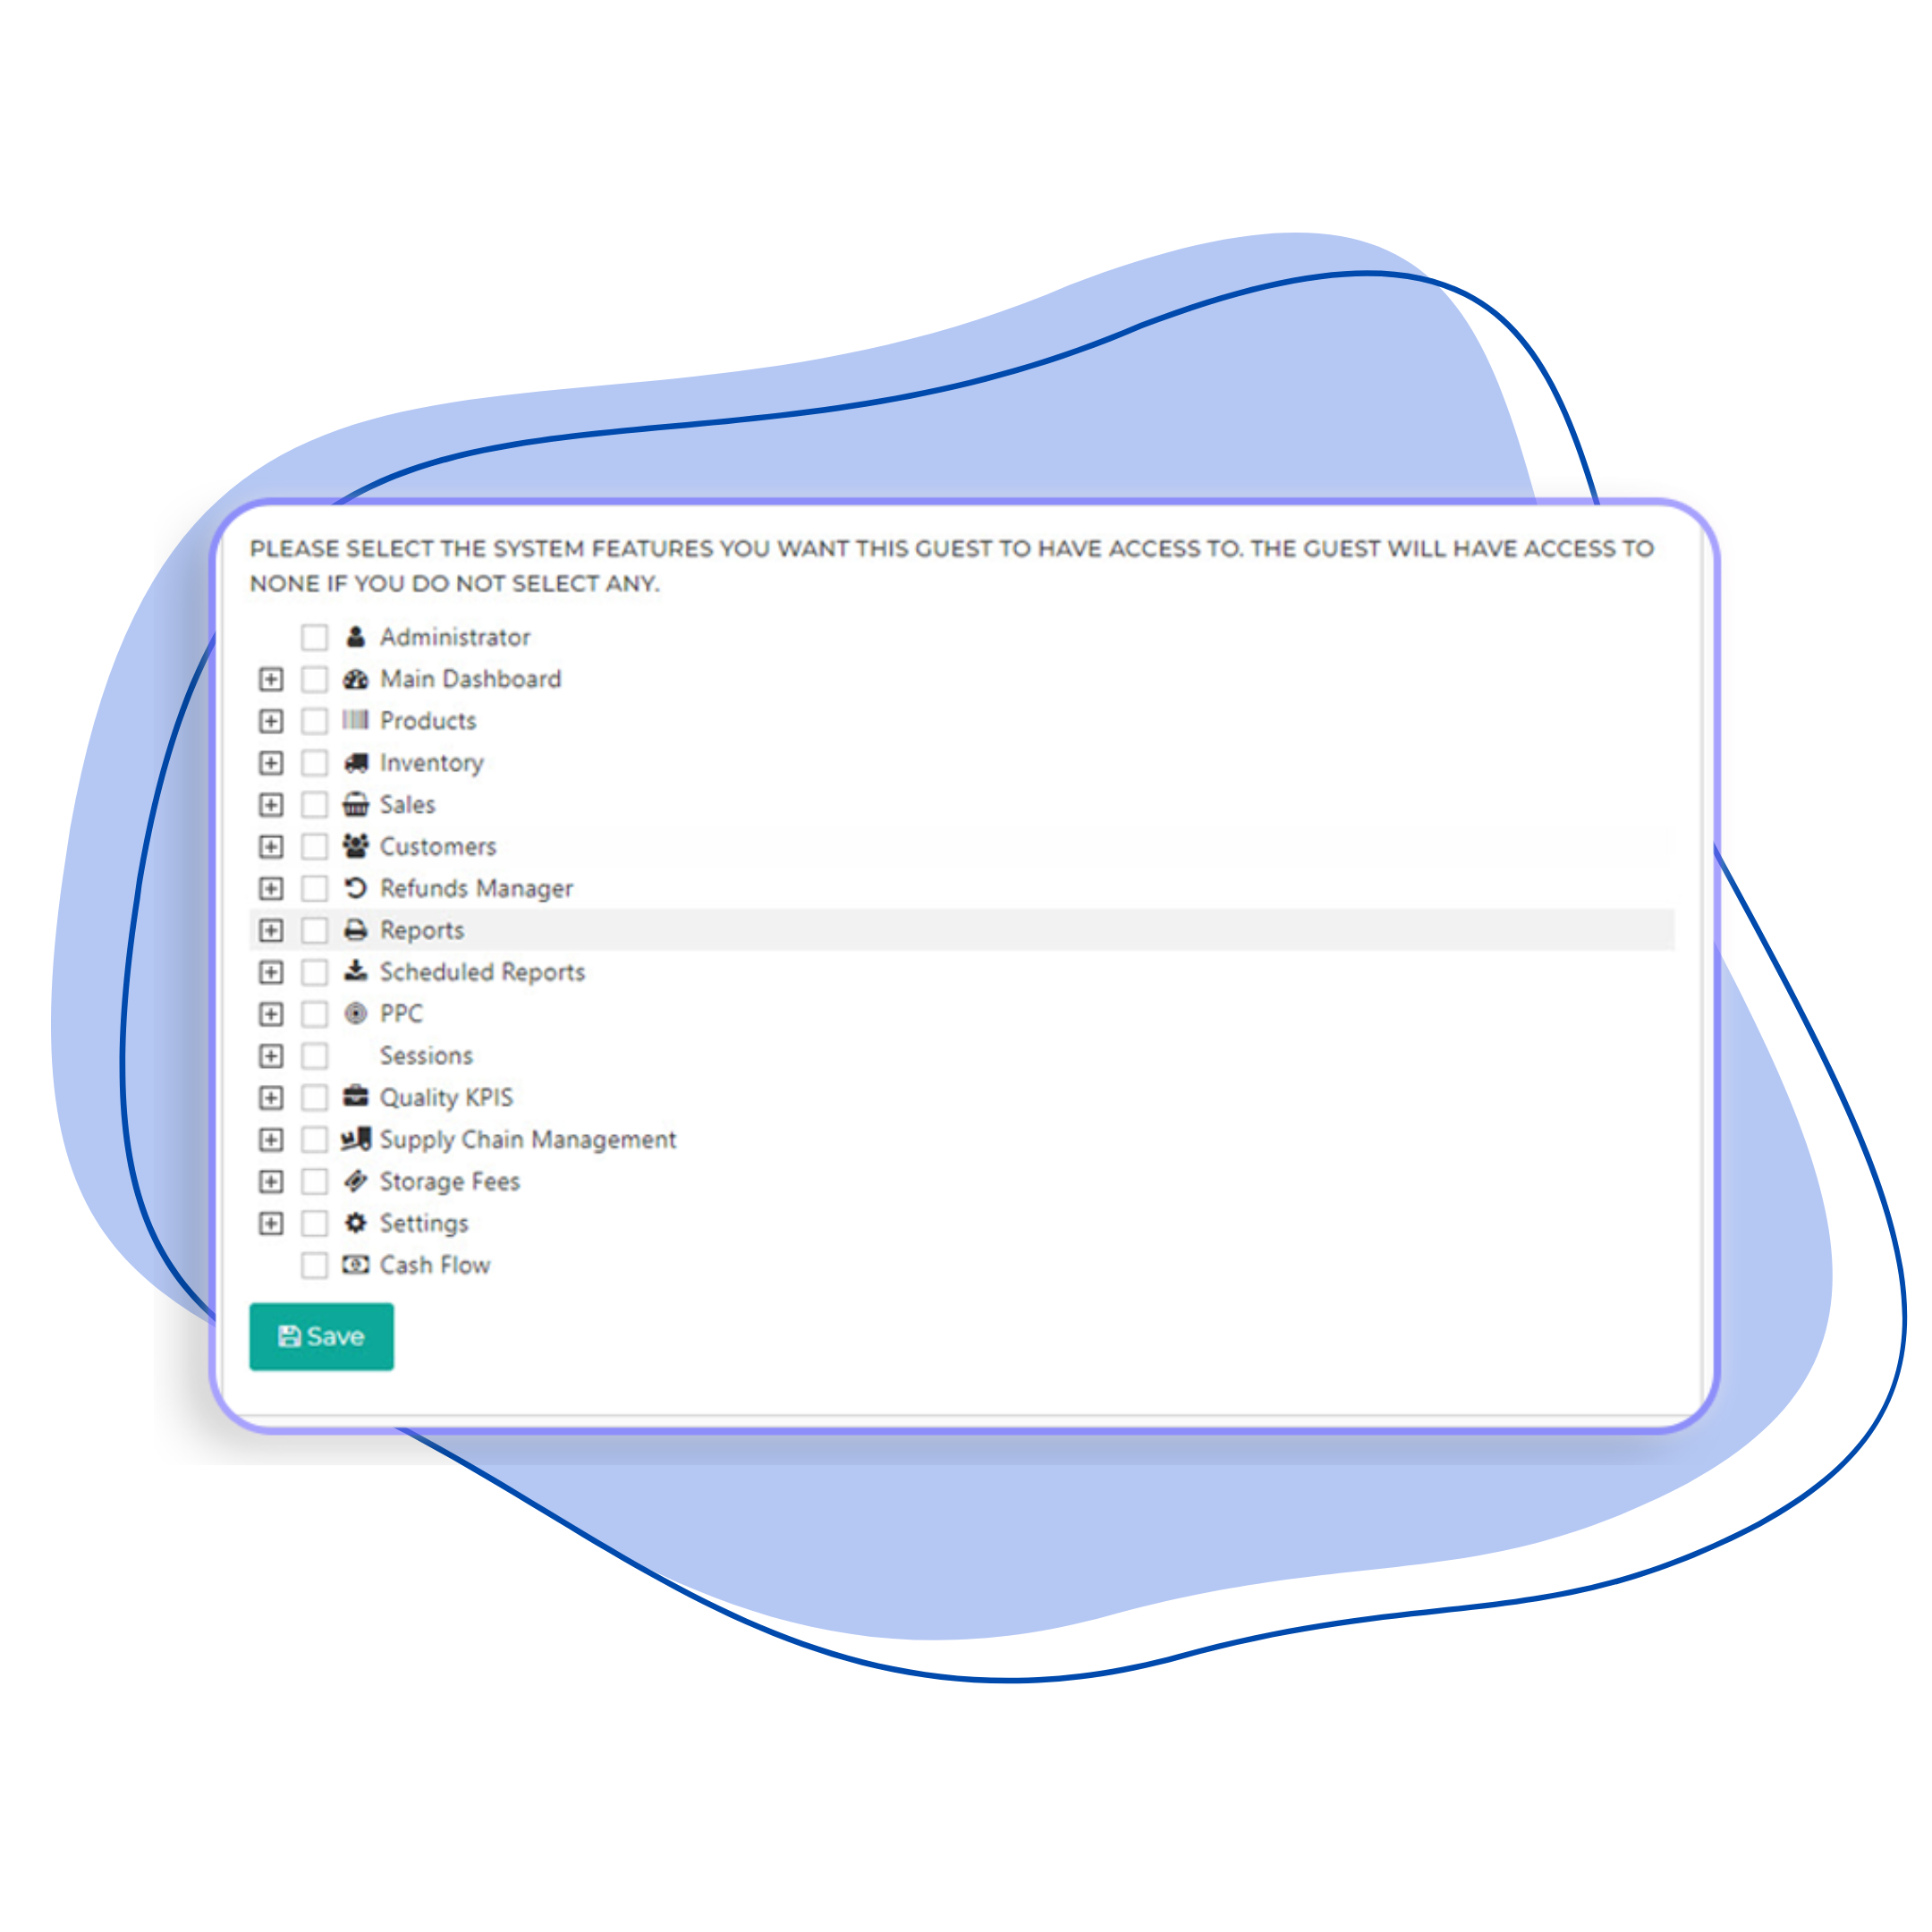 PLEASE SELECT THE SYSTEM FEATURES YOU WANT THIS GUEST TO HAVE ACCESS TO. THE GUEST WILL HAVE ACCESS TO
NONE IF YOU DO NOT SELECT ANY.
Administrator
Main Dashboard
Products
Inventory
Sales
Customers
Refunds Manager
Reports
Scheduled Reports
PPC
Sessions
Quality KPIS
Supply Chain Management
Storage Fees
Settings
Cash Flow
Save